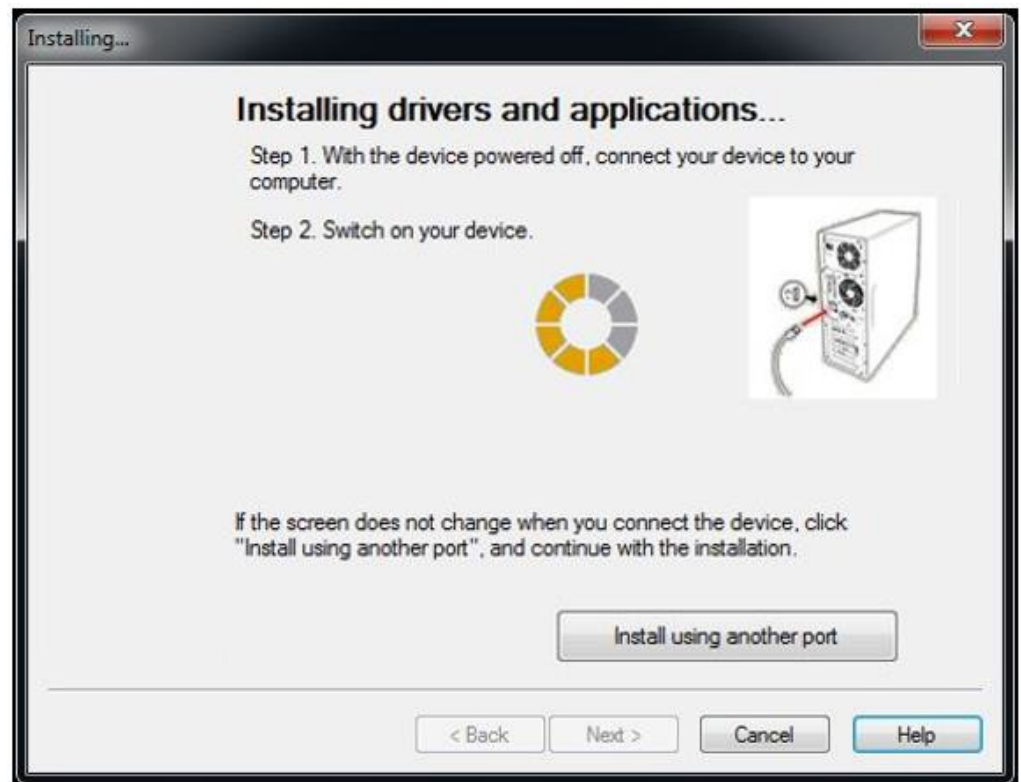 Installing...
Installing drivers and applications...
Step 1. With the device powered off, connect your device to your
computer.
Step 2. Switch on your device.
If the screen does not change when you connect the device, click
"Install using another port", and continue with the installation.
Install using another port
< Back Next > Cancel Help